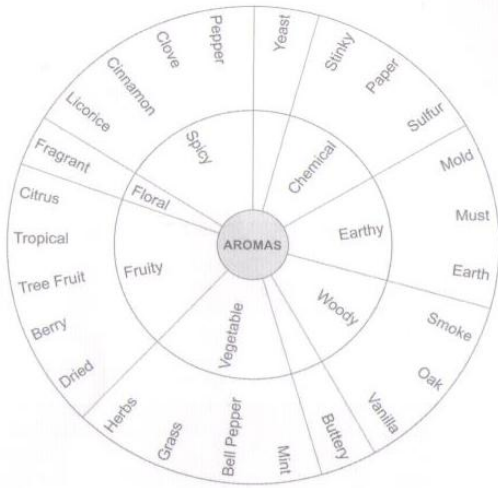 Pepper
Clove
Cinnamon
Licorice
Fragrant
Citrus
Tropical
Tree Fruit
Berry
Dried
Herbs
Grass
Bell Pepper
Mint
Buttery
Vanilla
Oak
Smoke
Earth
Must
Mold
Sulfur
Paper
Stinky
Yeast
Spicy
Floral
Fruity
Vegetable
Woody
Earthy
Chemical
AROMAS